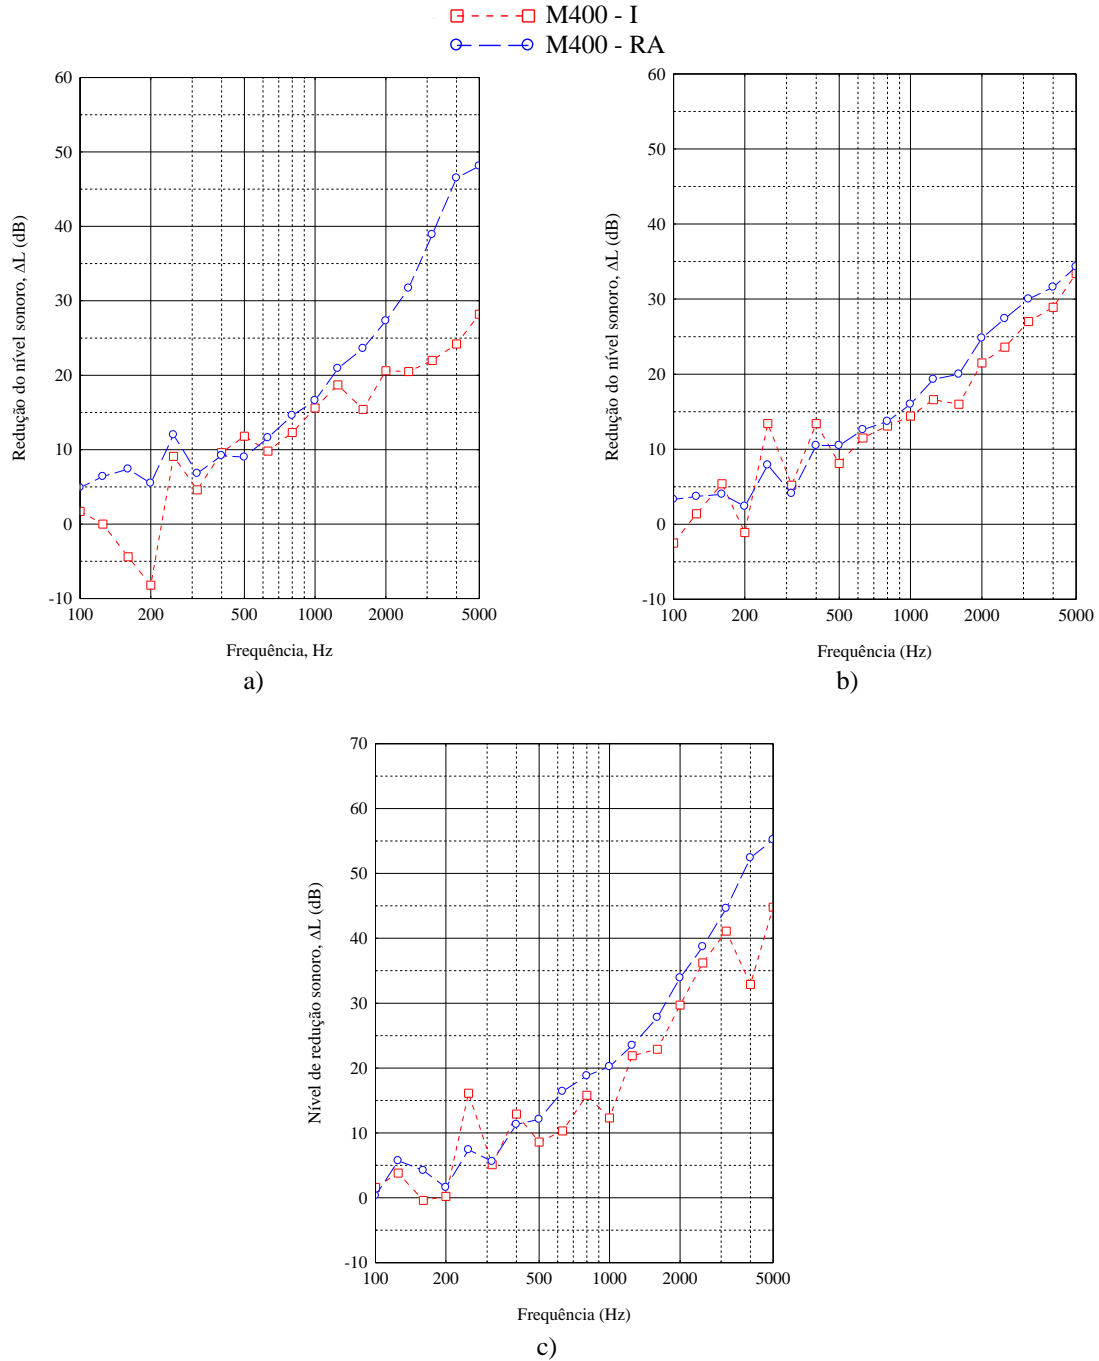 M400 - I
M400 - RA
60
50
40
30
20
10
0
-10
100 200 500 1000 2000 5000
Redução do nível sonoro, ΔL (dB)
Frequência, Hz
a)
60
50
40
30
20
10
0
-10
100 200 500 1000 2000 5000
Redução do nível sonoro, ΔL (dB)
Frequência (Hz)
b)
70
60
50
40
30
20
10
0
-10
100 200 500 1000 2000 5000
Nível de redução sonoro, ΔL (dB)
Frequência (Hz)
c)